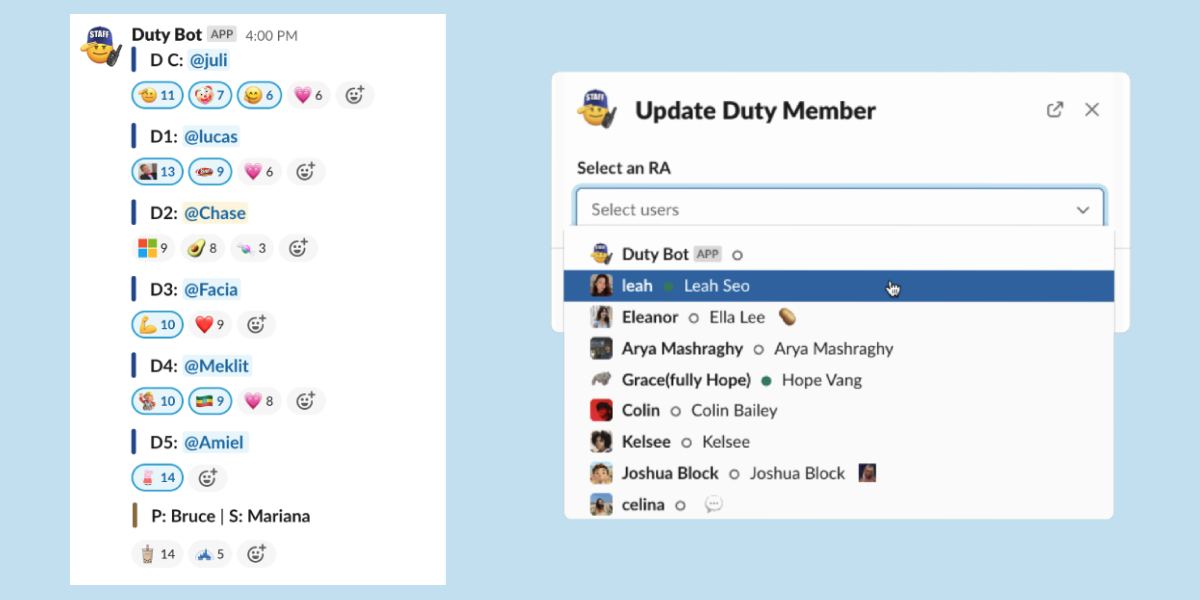 Duty Bot APP 4:00 PM
D C: @juli
11 7 6 6
D1: @lucas
13 9 6
D2: @Chase
9 8 3
D3: @Facia
10 9
D4: @Meklit
10 9 8
D5: @Amiel
14
P: Bruce | S: Mariana
14 5
STAFF
Update Duty Member
Select an RA
Select users
Duty Bot APP
leah Leah Seo
Eleanor Ella Lee
Arya Mashraghy Arya Mashraghy
Grace(fully Hope) Hope Vang
Colin Colin Bailey
Kelsee Kelsee
Joshua Block Joshua Block
celina